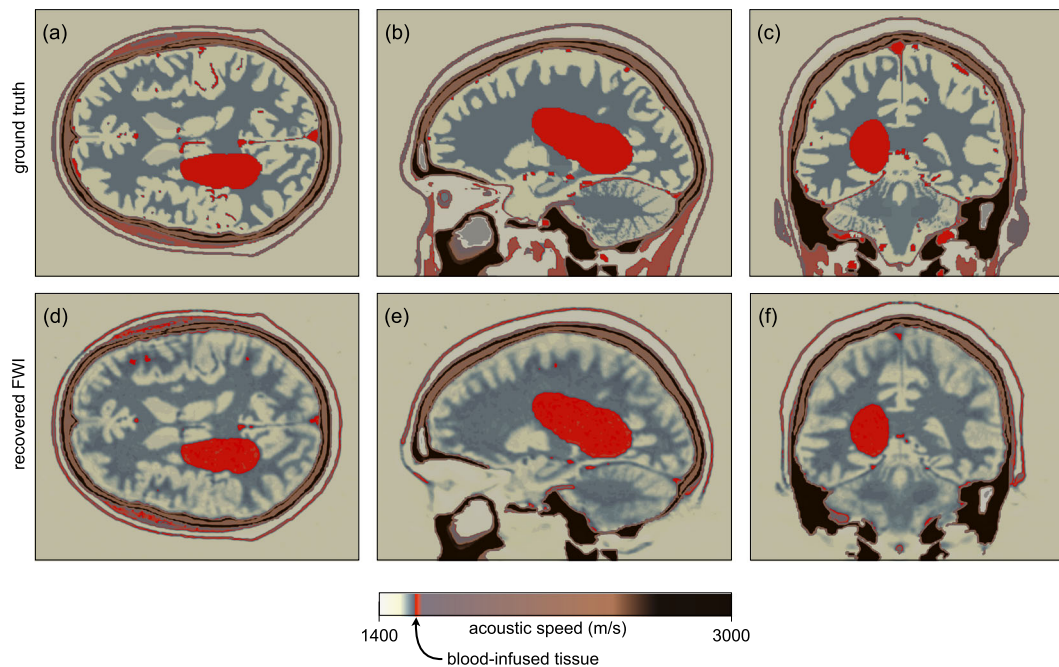 (a)
(b)
(c)
ground truth
(d)
(e)
(f)
recovered FWI
1400
acoustic speed (m/s)
3000
blood-infused tissue